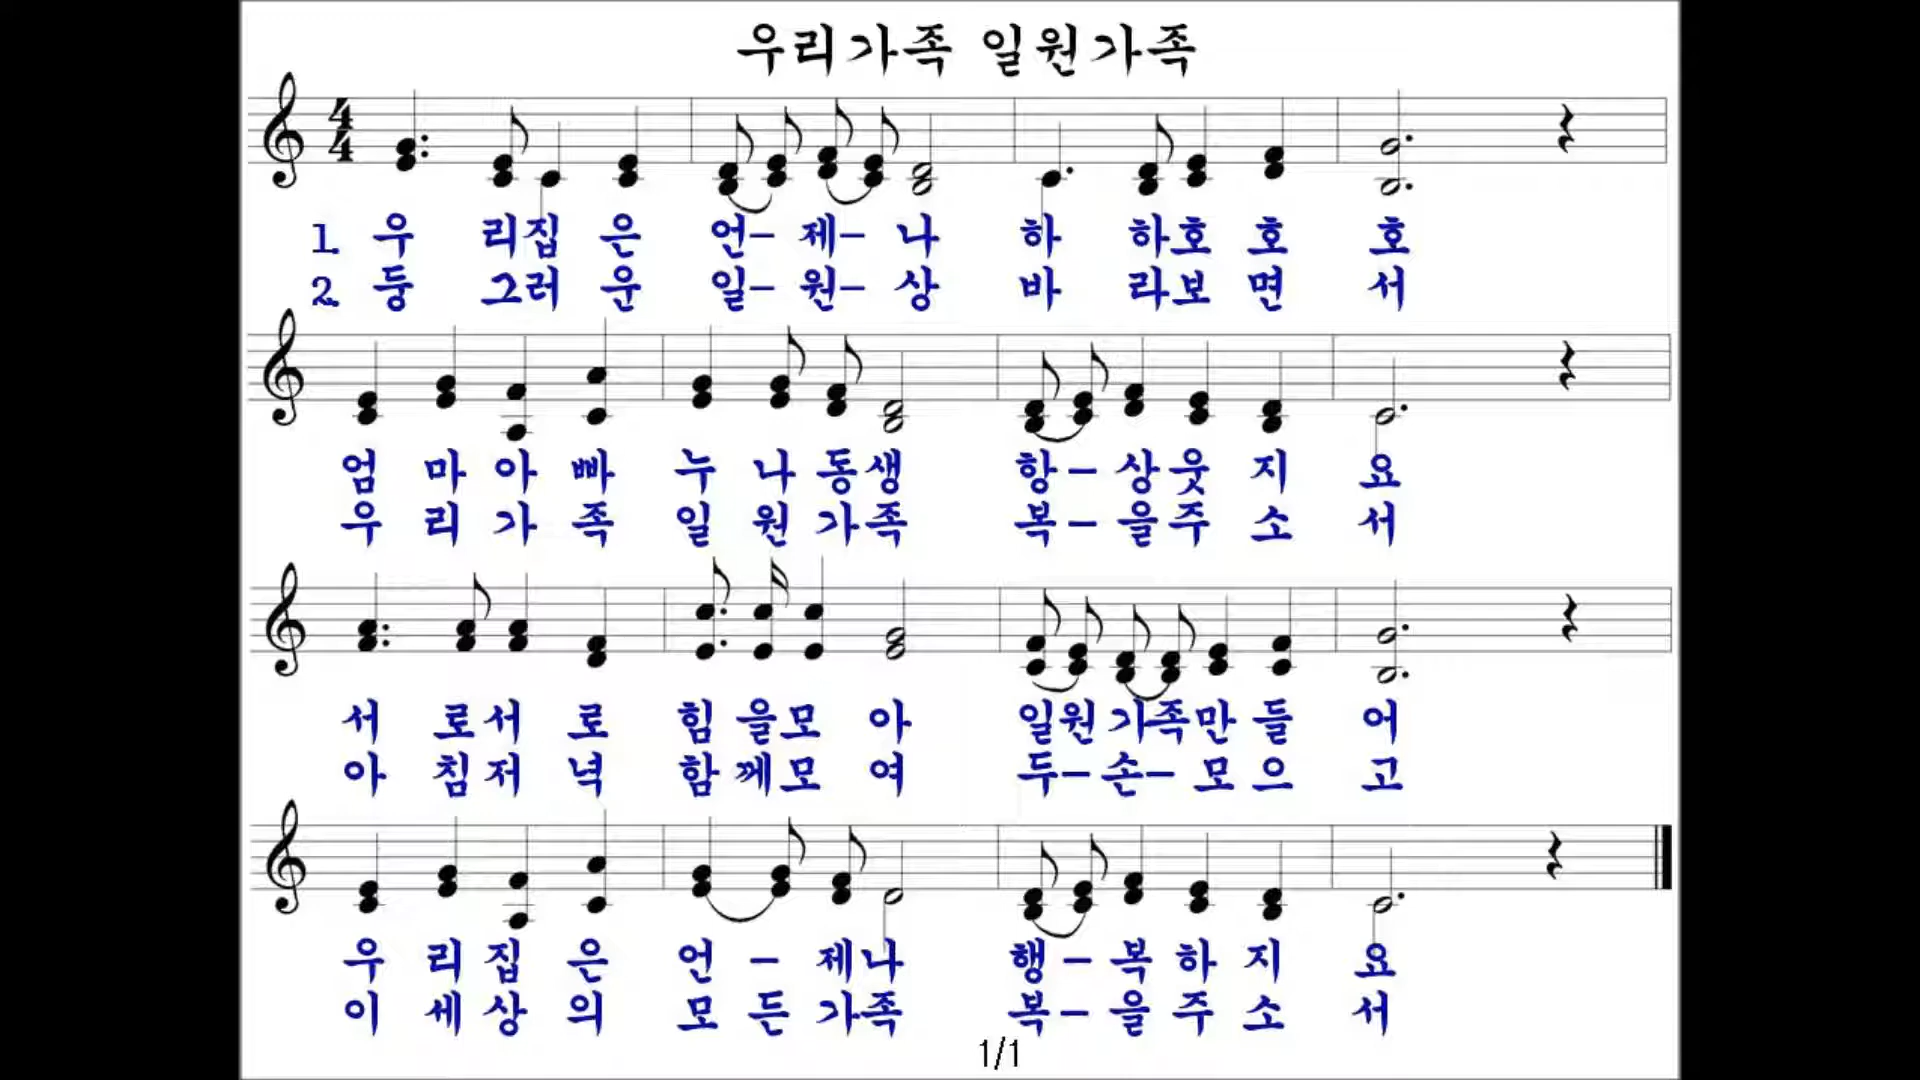 우리가족 일원가족
4
4
1. 우 리집 은 언- 제- 나 하 하호 호 호
2. 둥 그러 운 일- 원- 상 바 라보 면 서
엄 마 아 빠 누 나 동생 항- 상웃 지 요
우 리 가 족 일 원 가족 복- 을주 소 서
서 로서 로 힘 을모 아 일원 가족만 들 어
아 침저 녁 함께모 여 두-손- 모으 고
우 리 집 은 언 - 제나 행- 복 하 지 요
이 세 상 의 모 든 가족 복- 을 주 소 서
1/1